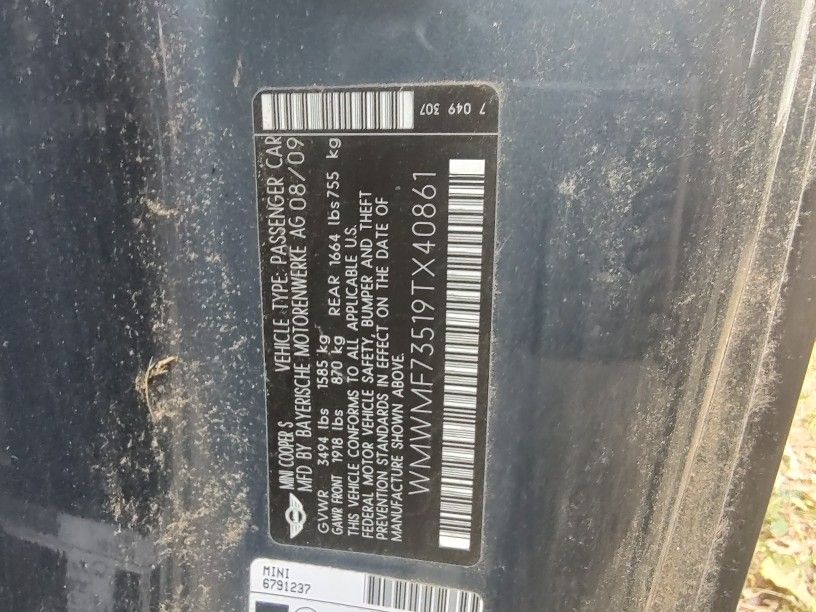 MINI COOPER S VEHICLE TYPE: PASSENGER CAR
MFD BY BAYERISCHE MOTORENWERKE AG 08/09
GVWR 3494 lbs 1585 kg
GAWR FRONT 1918 lbs 870 kg REAR 1664 lbs 755 kg
THIS VEHICLE CONFORMS TO ALL APPLICABLE U.S.
FEDERAL MOTOR VEHICLE SAFETY, BUMPER AND THEFT
PREVENTION STANDARDS IN EFFECT ON THE DATE OF
MANUFACTURE SHOWN ABOVE.
WMWMF73519TX40861
7 049 307
MINI
6791237